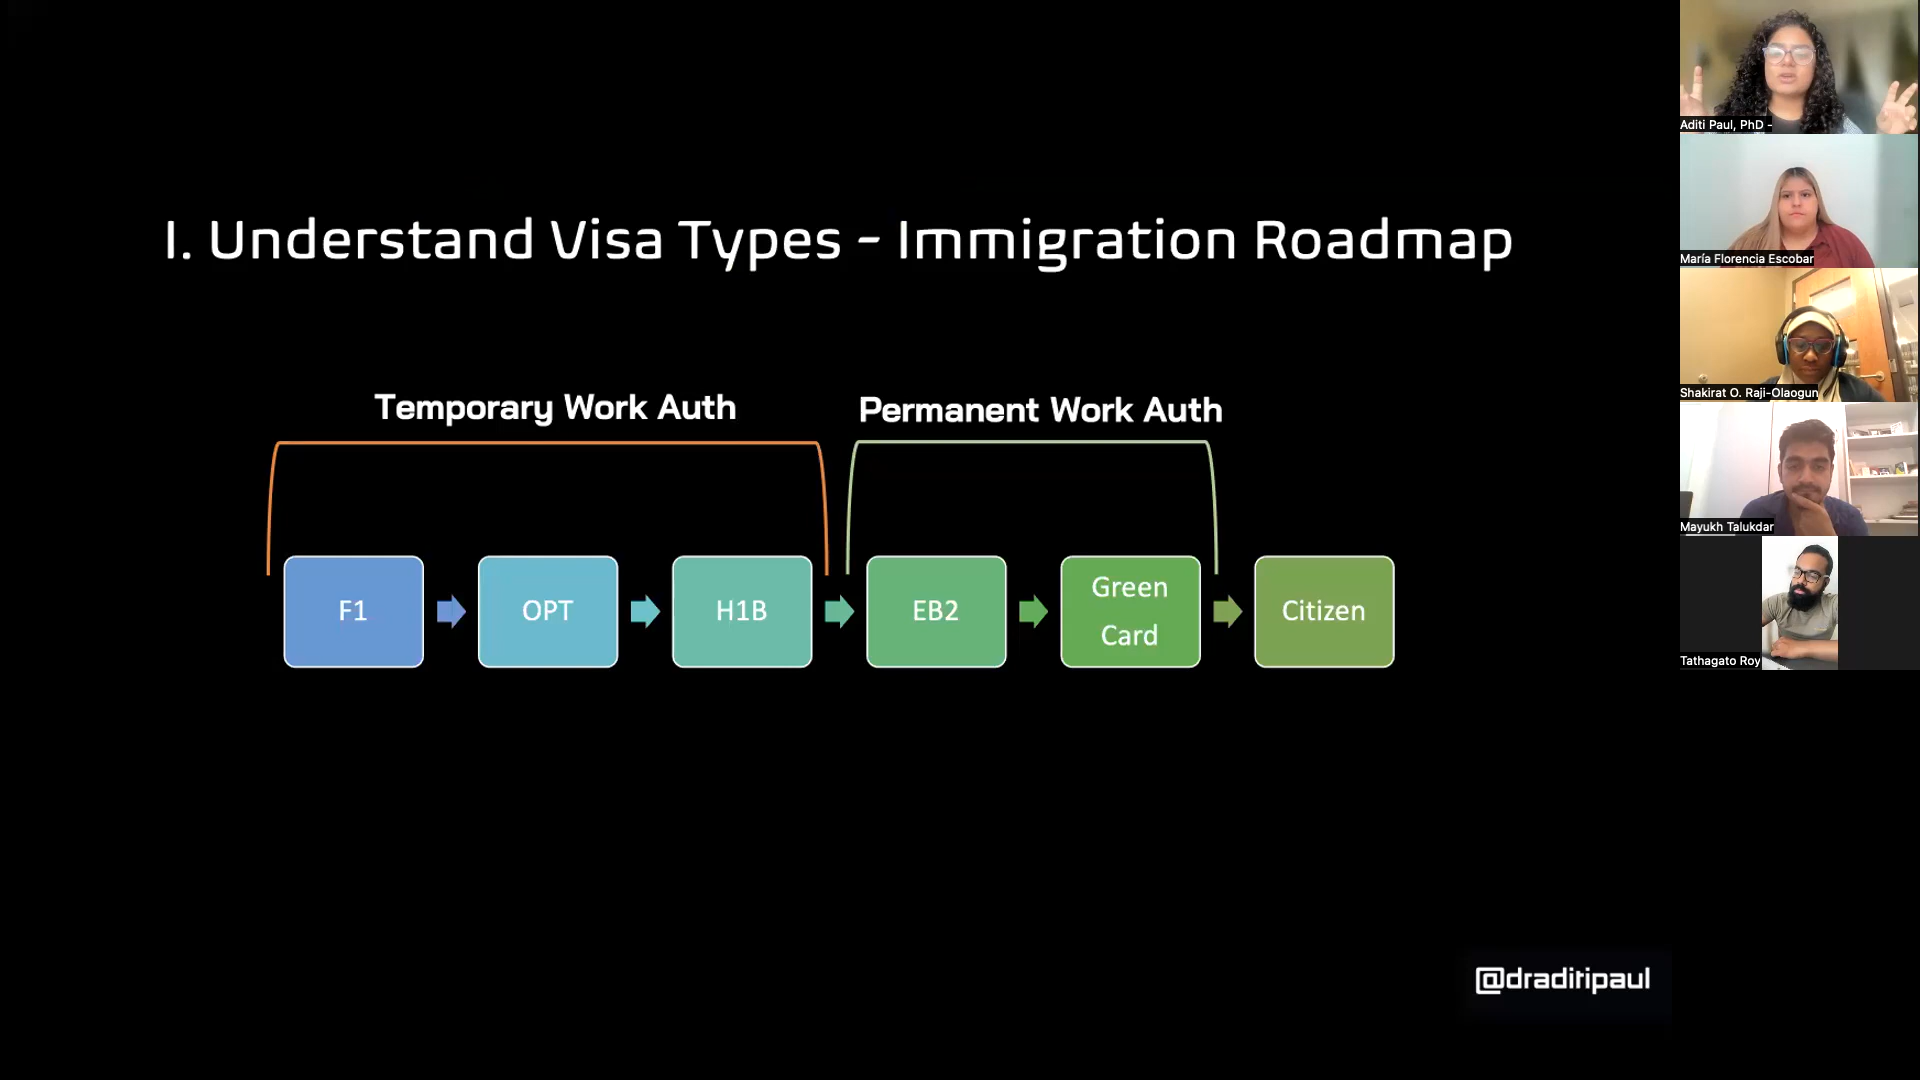 I. Understand Visa Types - Immigration Roadmap
Temporary Work Auth
Permanent Work Auth
F1
OPT
H1B
EB2
Green
Card
Citizen
@draditipaul
Aditi Paul, PhD -
María Florencia Escobar
Shakirat O. Raji-Olaogun
Mayukh Talukdar
Tathagato Roy